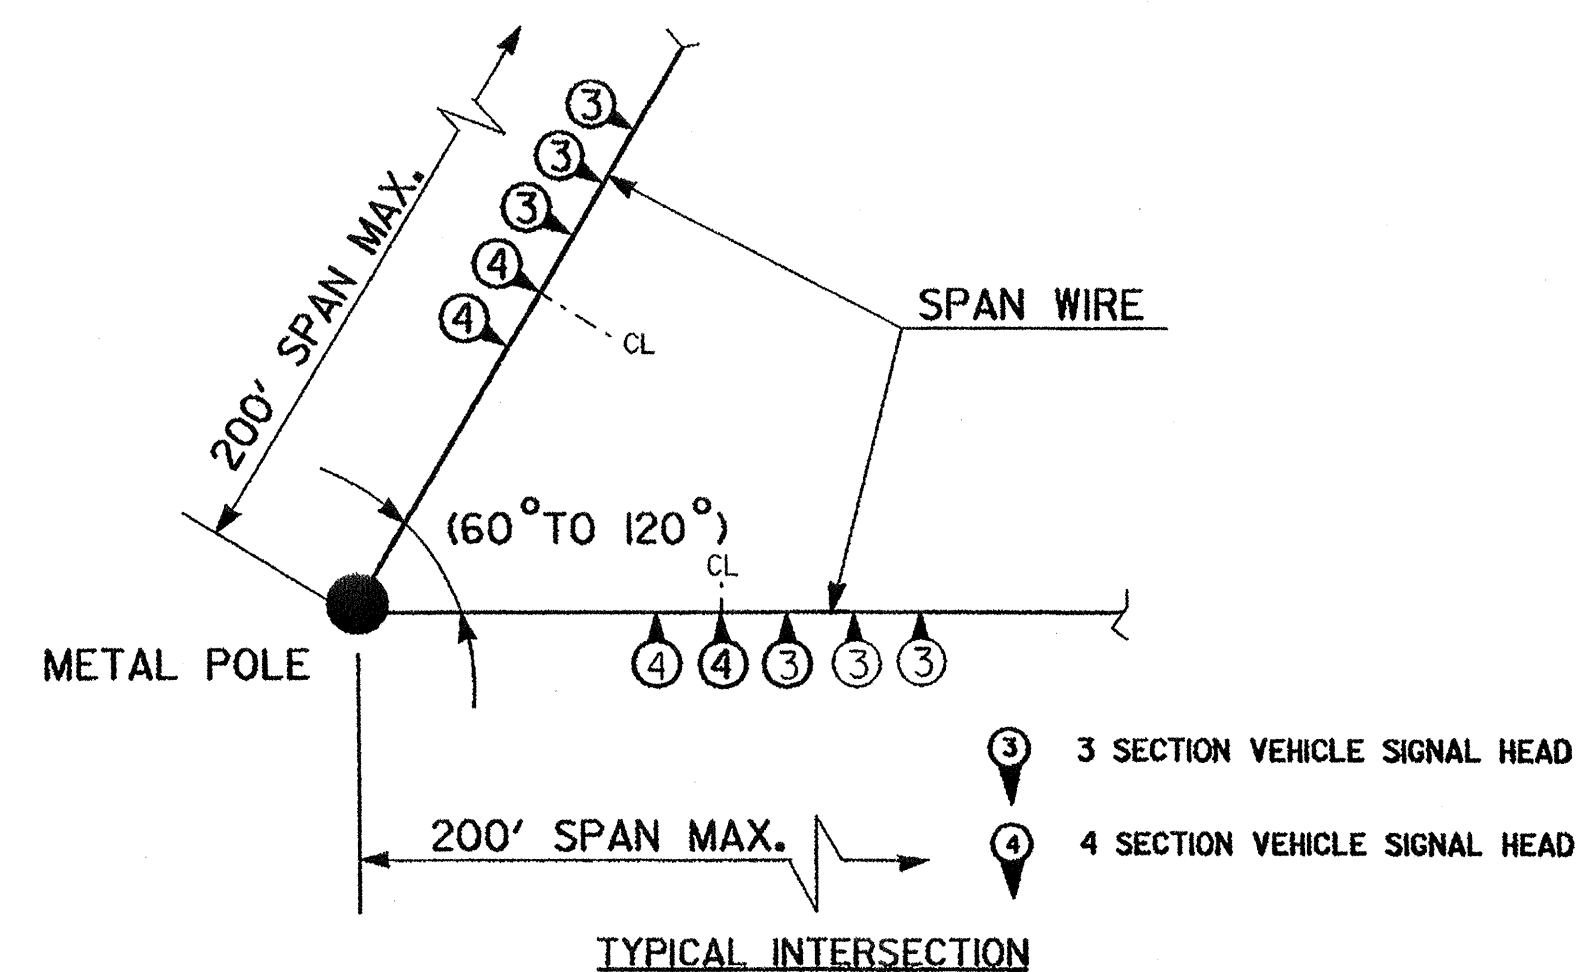 3
3
3
4
4
200' SPAN MAX.
CL
SPAN WIRE
(60°TO 120°)
CL
METAL POLE
4 4 3 3 3
3 3 SECTION VEHICLE SIGNAL HEAD
4 4 SECTION VEHICLE SIGNAL HEAD
200' SPAN MAX.
TYPICAL INTERSECTION